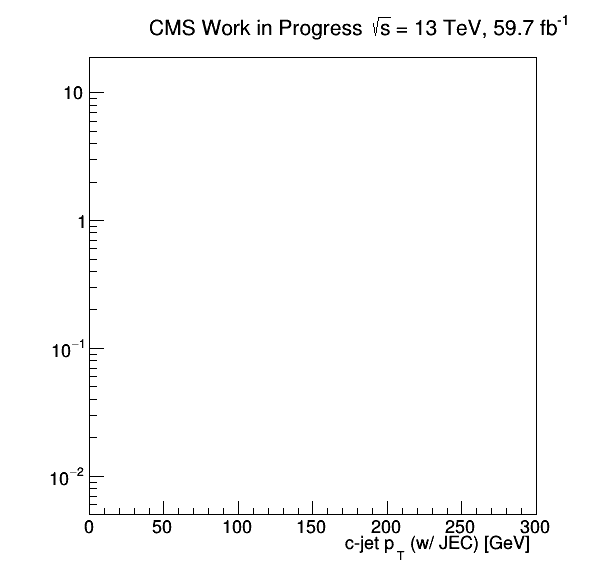 CMS Work in Progress √s = 13 TeV, 59.7 fb⁻¹
10
1
10⁻¹
10⁻²
0 50 100 150 200 250 300
c-jet p_T (w/ JEC) [GeV]